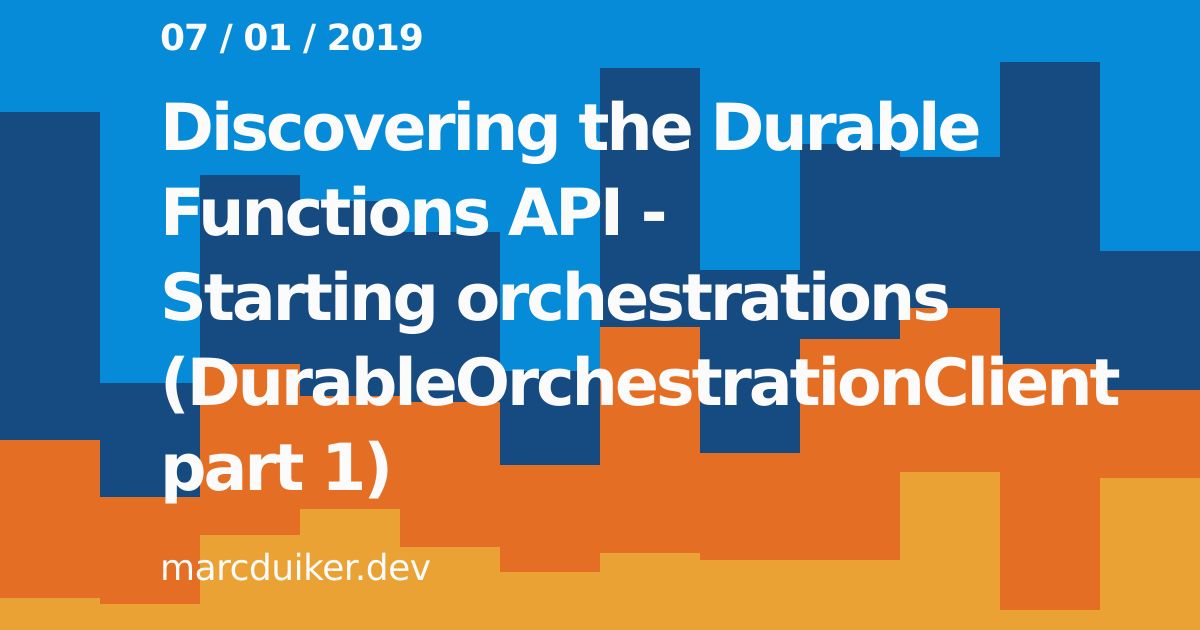 07 / 01 / 2019
Discovering the Durable
Functions API -
Starting orchestrations
(DurableOrchestrationClient
part 1)
marcduiker.dev